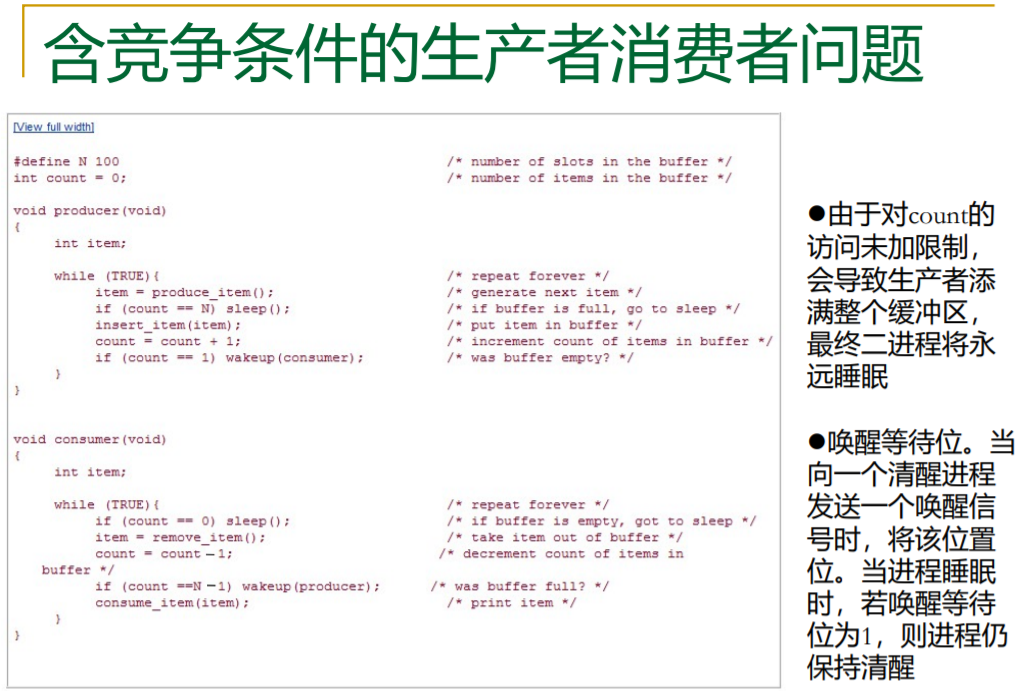 含竞争条件的生产者消费者问题
[View full width]
#define N 100 /* number of slots in the buffer */
int count = 0; /* number of items in the buffer */
void producer(void)
{
int item;
while (TRUE){ /* repeat forever */
item = produce_item(); /* generate next item */
if (count == N) sleep(); /* if buffer is full, go to sleep */
insert_item(item); /* put item in buffer */
count = count + 1; /* increment count of items in buffer */
if (count == 1) wakeup(consumer); /* was buffer empty? */
}
}
void consumer(void)
{
int item;
while (TRUE){ /* repeat forever */
if (count == 0) sleep(); /* if buffer is empty, got to sleep */
item = remove_item(); /* take item out of buffer */
count = count－1; /* decrement count of items in
buffer */
if (count ==N－1) wakeup(producer); /* was buffer full? */
consume_item(item); /* print item */
}
}
●由于对count的
访问未加限制，
会导致生产者添
满整个缓冲区，
最终二进程将永
远睡眠
●唤醒等待位。当
向一个清醒进程
发送一个唤醒信
号时，将该位置
位。当进程睡眠
时，若唤醒等待
位为1，则进程仍
保持清醒